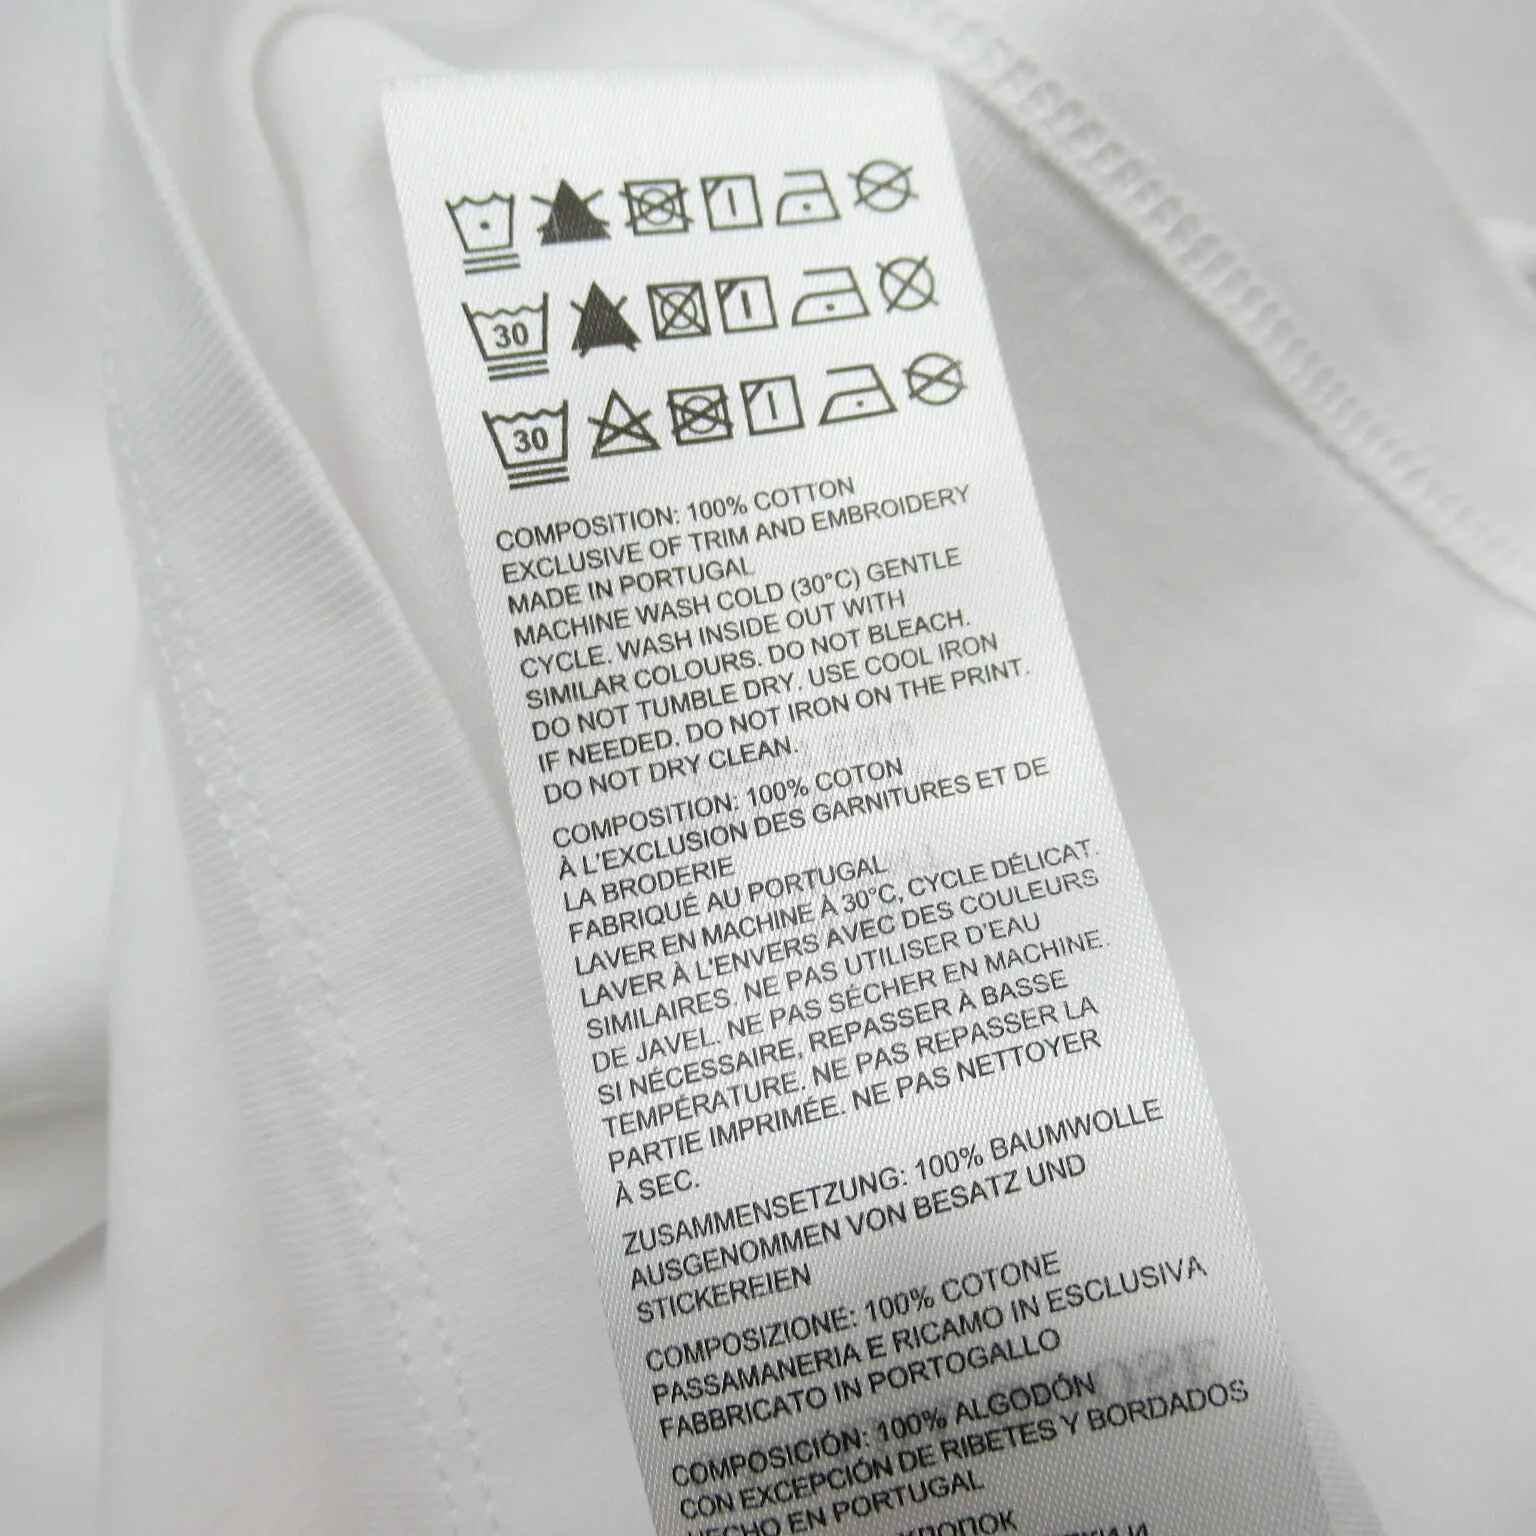 30
30
COMPOSITION: 100% COTTON
EXCLUSIVE OF TRIM AND EMBROIDERY
MADE IN PORTUGAL
MACHINE WASH COLD (30°C) GENTLE
CYCLE. WASH INSIDE OUT WITH
SIMILAR COLOURS. DO NOT BLEACH.
DO NOT TUMBLE DRY. USE COOL IRON
IF NEEDED. DO NOT IRON ON THE PRINT.
DO NOT DRY CLEAN.
COMPOSITION: 100% COTON
À L'EXCLUSION DES GARNITURES ET DE
LA BRODERIE
FABRIQUÉ AU PORTUGAL
LAVER EN MACHINE À 30°C, CYCLE DÉLICAT.
LAVER À L'ENVERS AVEC DES COULEURS
SIMILAIRES. NE PAS UTILISER D'EAU
DE JAVEL. NE PAS SÉCHER EN MACHINE.
SI NÉCESSAIRE, REPASSER À BASSE
TEMPÉRATURE. NE PAS REPASSER LA
PARTIE IMPRIMÉE. NE PAS NETTOYER
À SEC.
ZUSAMMENSETZUNG: 100% BAUMWOLLE
AUSGENOMMEN VON BESATZ UND
STICKEREIEN
COMPOSIZIONE: 100% COTONE
PASSAMANERIA E RICAMO IN ESCLUSIVA
FABBRICATO IN PORTOGALLO
COMPOSICIÓN: 100% ALGODÓN
CON EXCEPCIÓN DE RIBETES Y BORDADOS
HECHO EN PORTUGAL